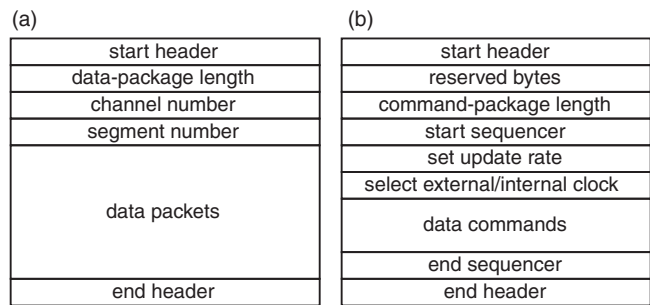 (a)
start header
data-package length
channel number
segment number
data packets
end header
(b)
start header
reserved bytes
command-package length
start sequencer
set update rate
select external/internal clock
data commands
end sequencer
end header